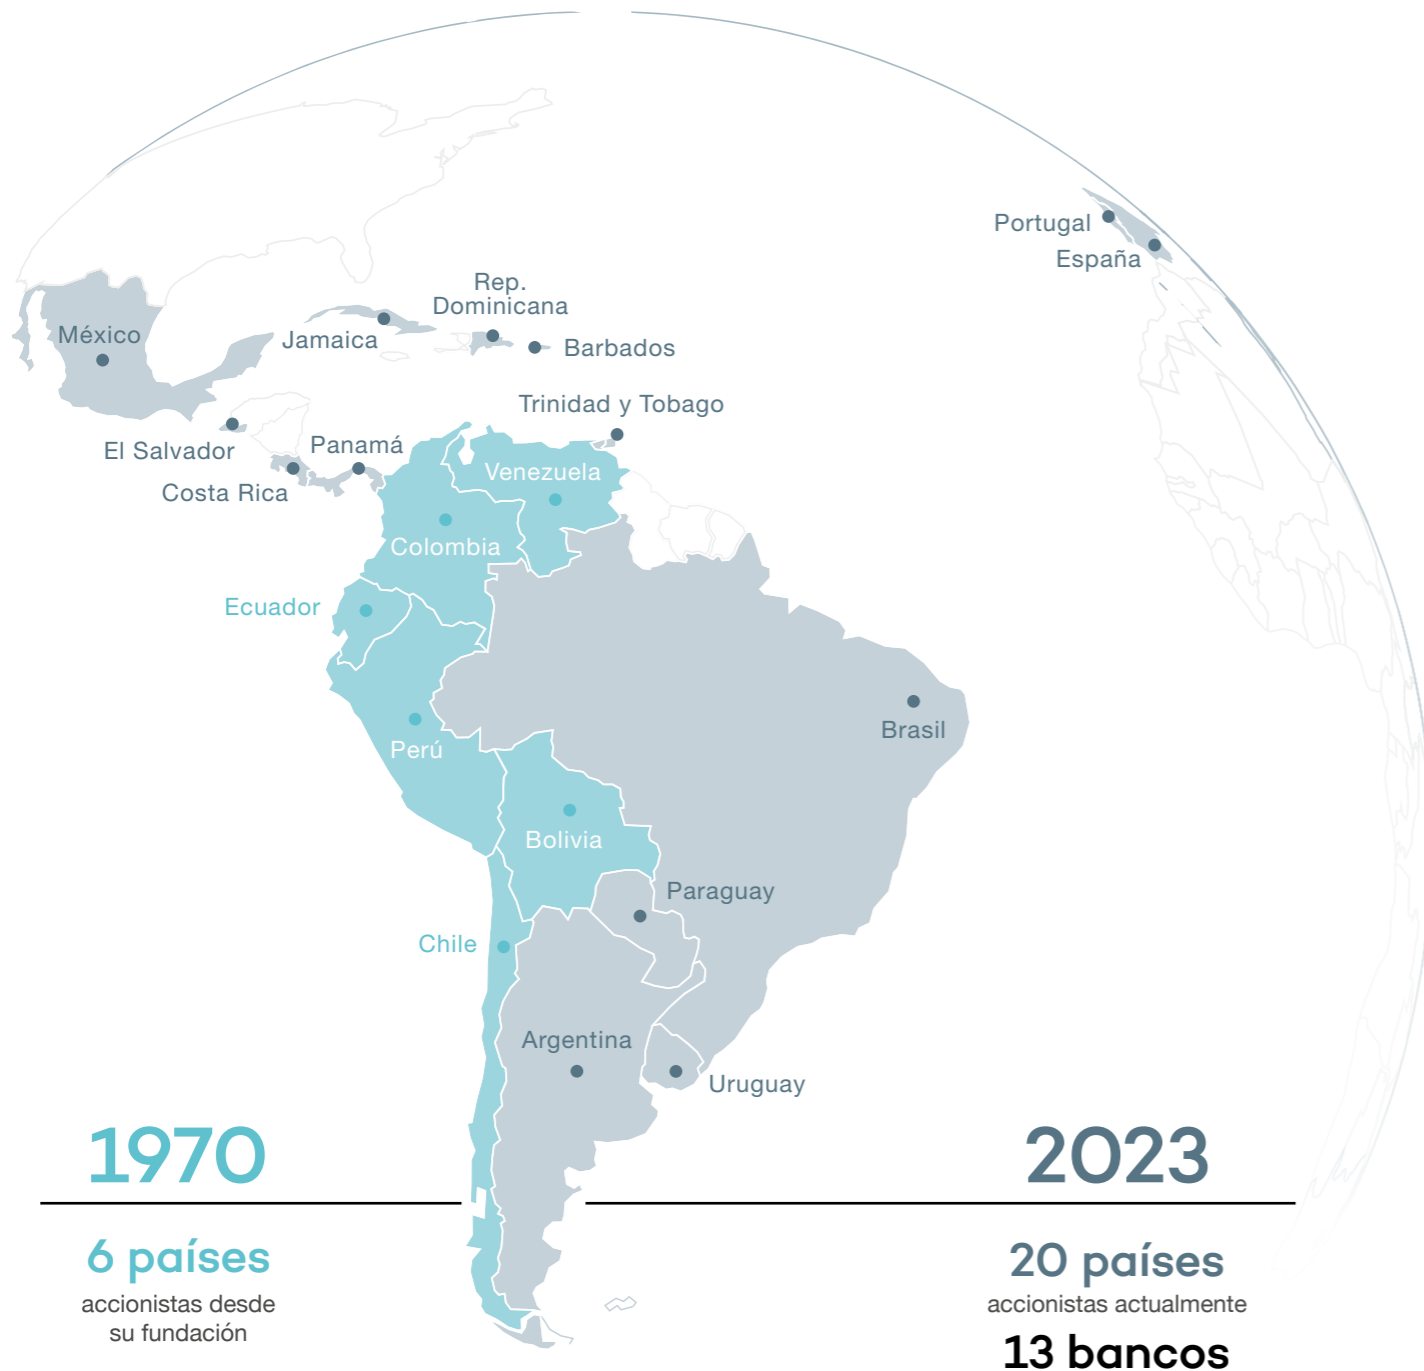 Portugal
España
Rep.
Dominicana
México
Jamaica
Barbados
Trinidad y Tobago
El Salvador
Panamá
Costa Rica
Venezuela
Colombia
Ecuador
Perú
Brasil
Bolivia
Paraguay
Chile
Argentina
Uruguay
1970
6 países
accionistas desde
su fundación
2023
20 países
accionistas actualmente
13 bancos